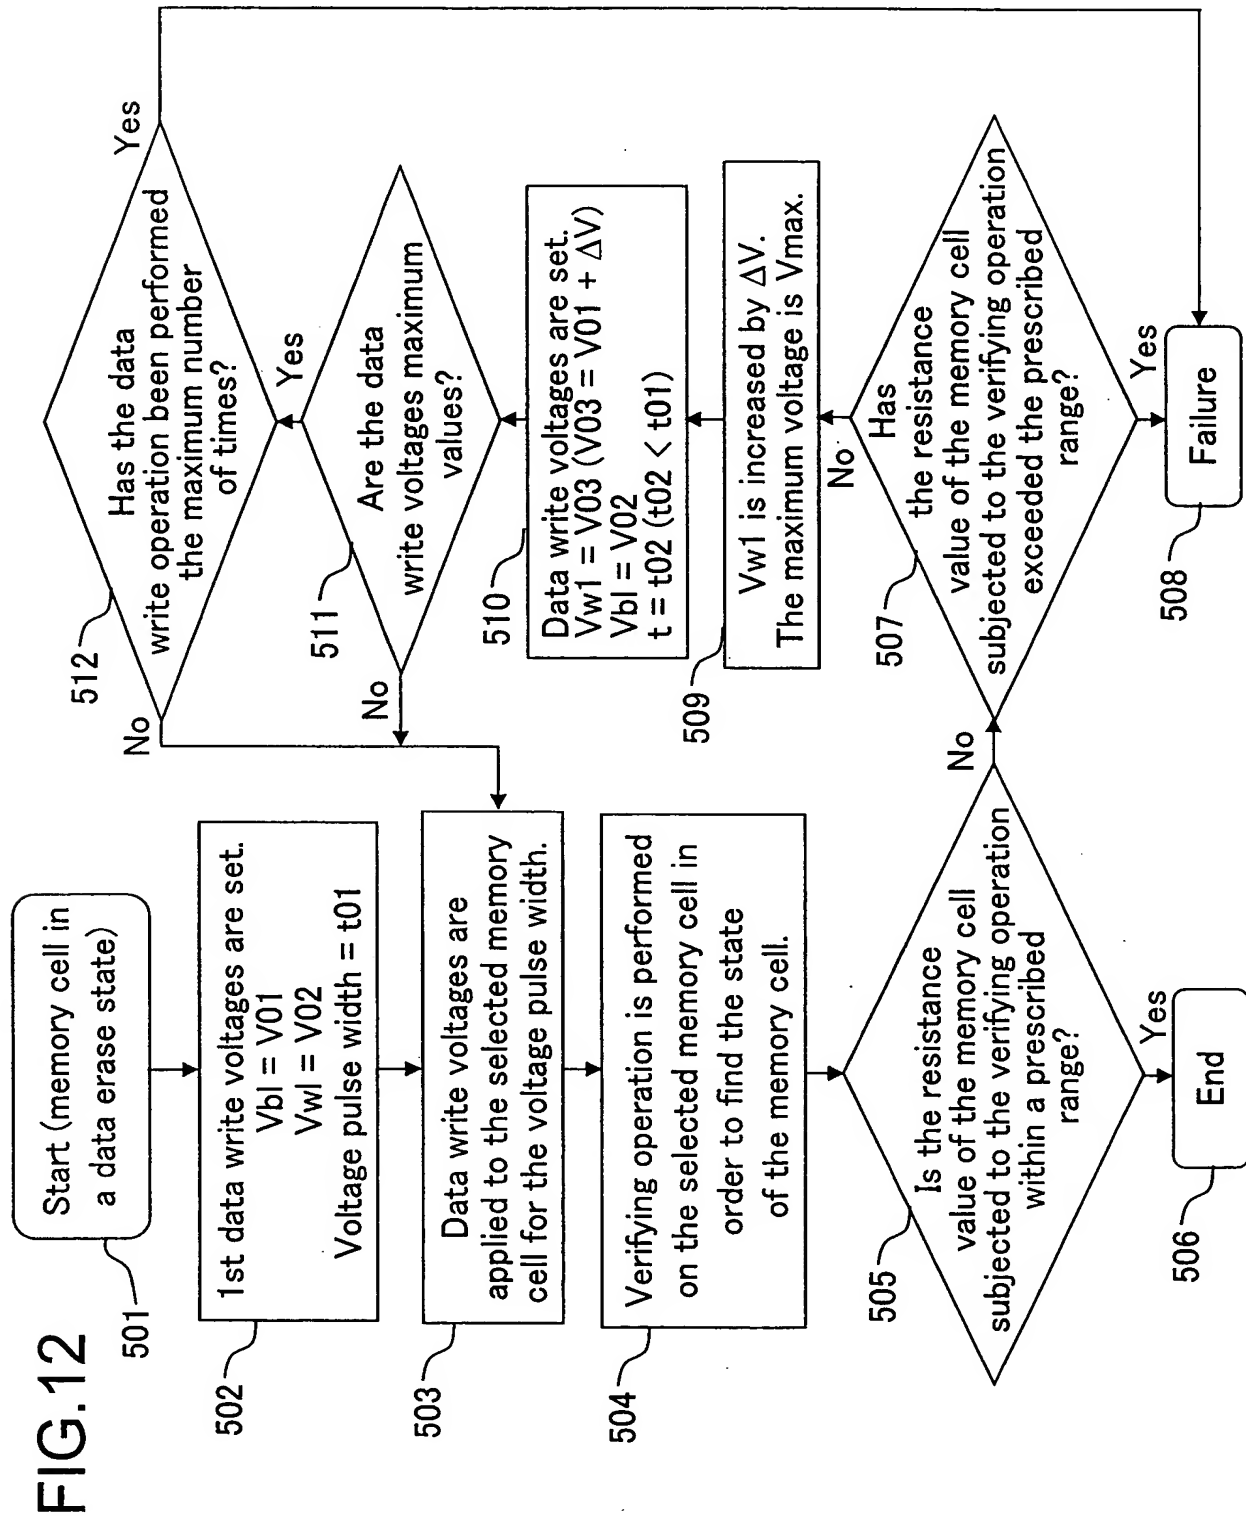 FIG.12
501
Start (memory cell in
a data erase state)
502
1st data write voltages are set.
Vbl = V01
Vwl = V02
Voltage pulse width = t01
503
Data write voltages are
applied to the selected memory
cell for the voltage pulse width.
504
Verifying operation is performed
on the selected memory cell in
order to find the state
of the memory cell.
505
Is the resistance
value of the memory cell
subjected to the verifying operation
within a prescribed
range?
Yes
506
End
No
507
Has
the resistance
value of the memory cell
subjected to the verifying operation
exceeded the prescribed
range?
Yes
508
Failure
No
509
Vw1 is increased by ΔV.
The maximum voltage is Vmax.
510
Data write voltages are set.
Vw1 = V03 (V03 = V01 + ΔV)
Vbl = V02
t = t02 (t02 < t01)
511
Are the data
write voltages maximum
values?
No
Yes
512
Has the data
write operation been performed
the maximum number
of times?
No
Yes